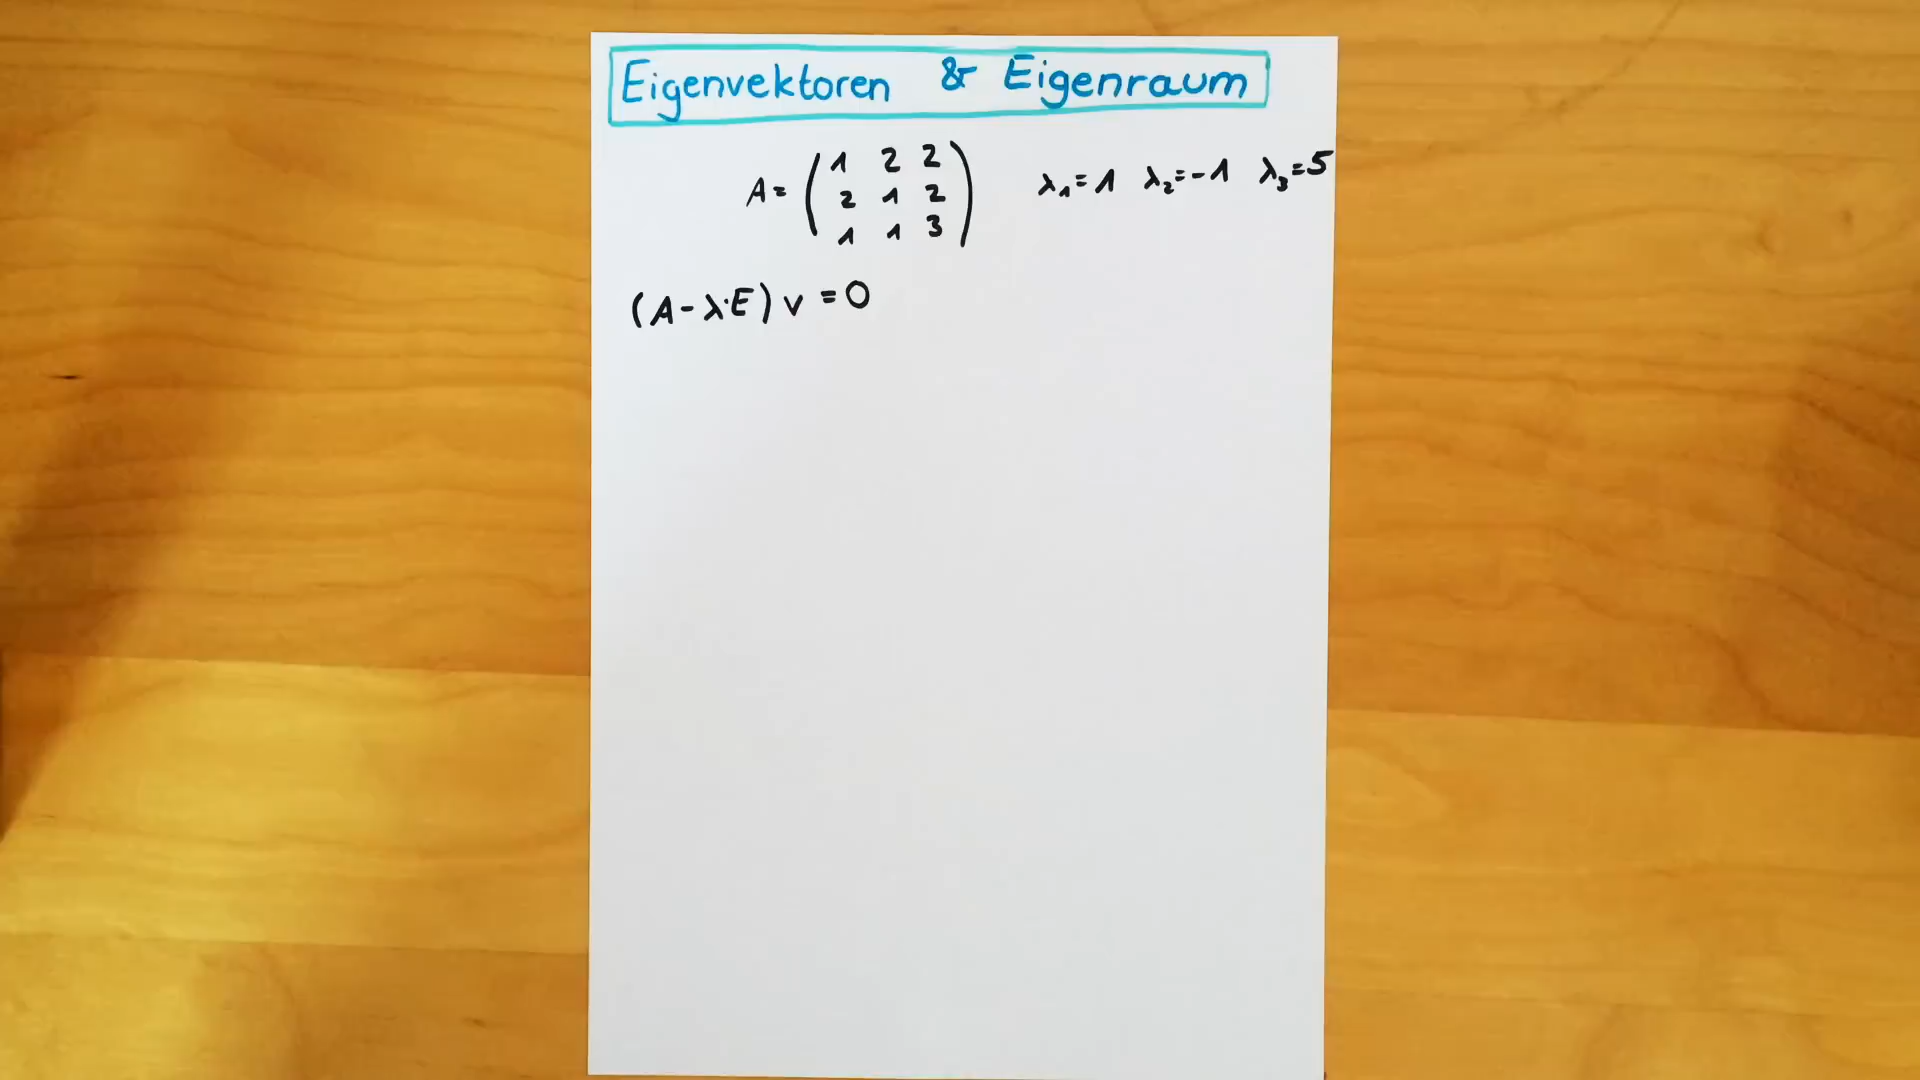 Eigenvektoren & Eigenraum
A = ( 1 2 2
2 1 2
1 1 3 ) λ₁=1 λ₂=-1 λ₃=5
(A-λ·E) v = 0